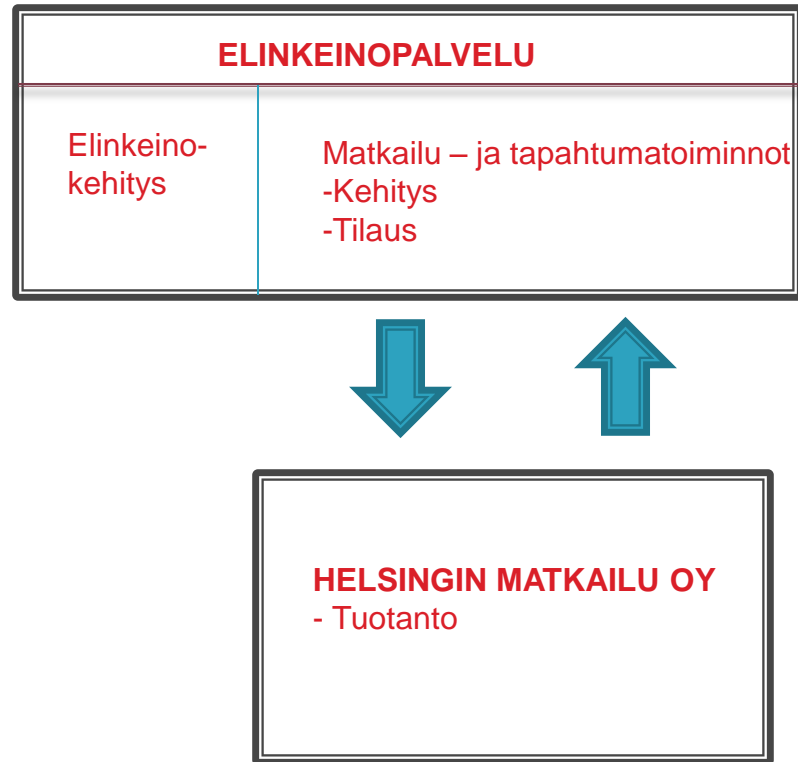 ELINKEINOPALVELU
Elinkeino-
kehitys
Matkailu – ja tapahtumatoiminnot
-Kehitys
-Tilaus
HELSINGIN MATKAILU OY
- Tuotanto